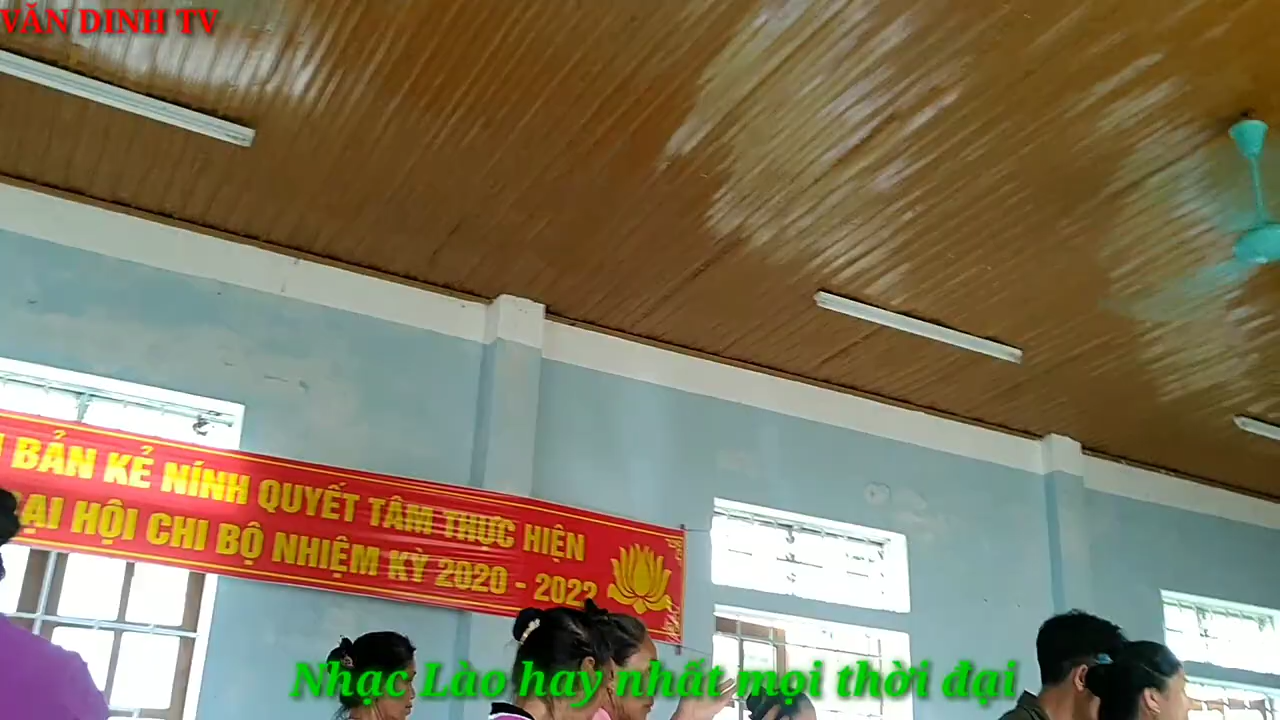 VĂN DINH TV
BẢN KẺ NÍNH QUYẾT TÂM THỰC HIỆN
ĐẠI HỘI CHI BỘ NHIỆM KỲ 2020 - 2022
Nhạc Lào hay nhất mọi thời đại